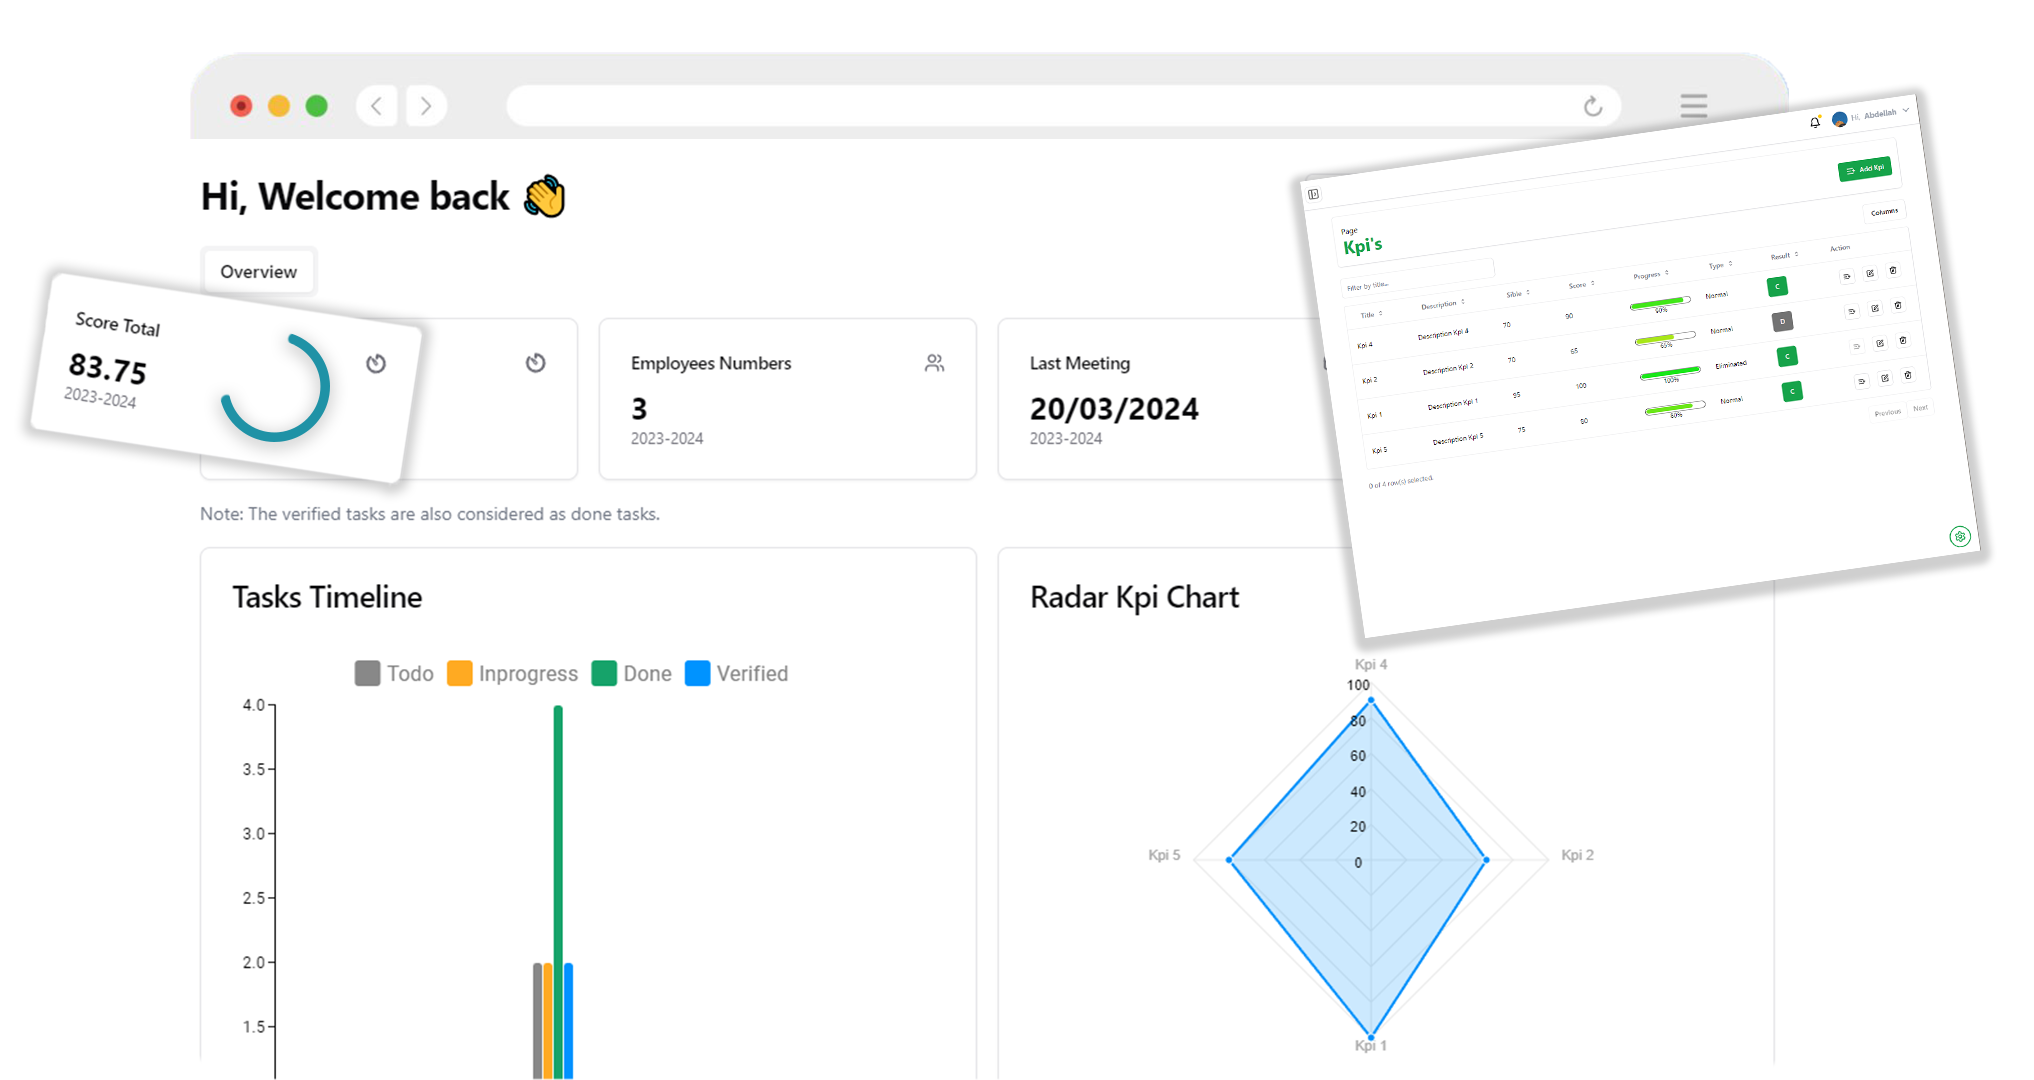 Hi, Welcome back
Overview
Score Total
83.75
2023-2024
Employees Numbers
3
2023-2024
Last Meeting
20/03/2024
2023-2024
Note: The verified tasks are also considered as done tasks.
Tasks Timeline
Todo Inprogress Done Verified
4.0
3.5
3.0
2.5
2.0
1.5
Radar Kpi Chart
Kpi 4
100
80
60
40
20
0
Kpi 5
Kpi 2
Kpi 1
Hi, Abdellah
Add Kpi
Page
Kpi's
Columns
Filter by title...
Title Description Sible Score Progress Type Result Action
Kpi 4 Description Kpi 4 70 90 90% Normal C
Kpi 2 Description Kpi 2 70 65 65% Normal D
Kpi 1 Description Kpi 1 95 100 100% Eliminated C
Kpi 5 Description Kpi 5 75 80 80% Normal C
0 of 4 row(s) selected.
Previous Next